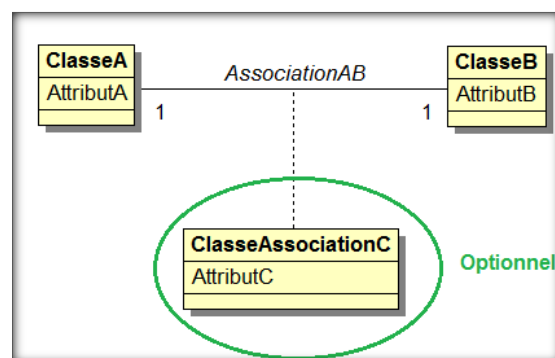 ClasseA
AttributA
AssociationAB
ClasseB
AttributB
1
1
ClasseAssociationC
AttributC
Optionnel